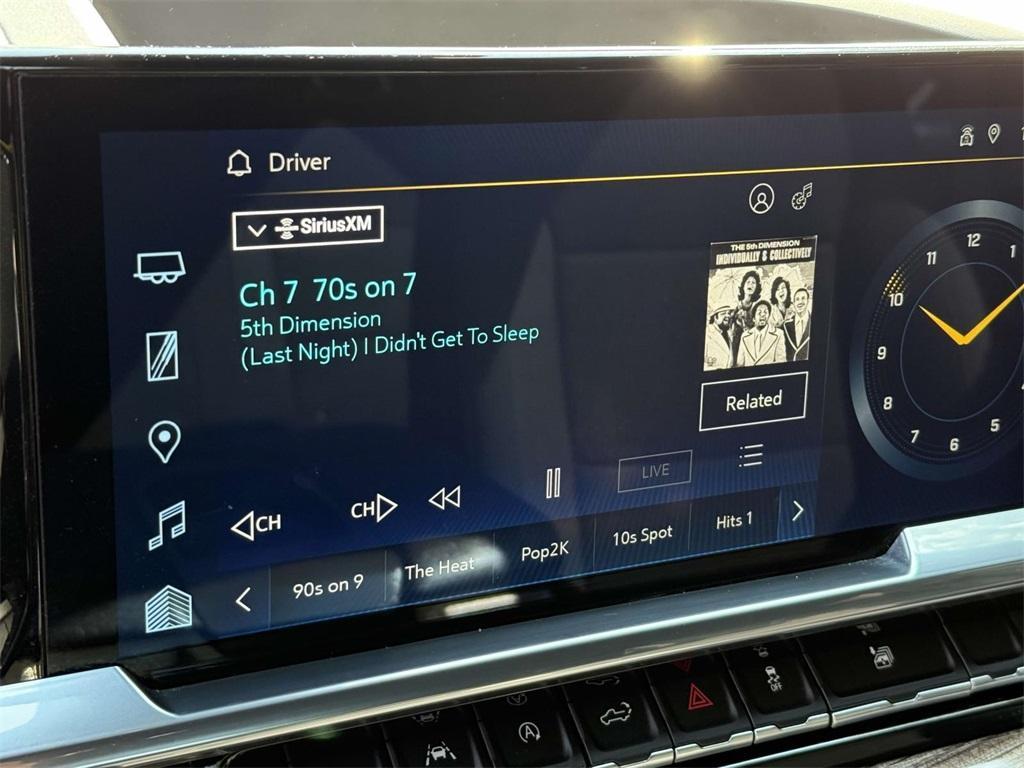 Driver
SiriusXM
Ch 7 70s on 7
5th Dimension
(Last Night) I Didn't Get To Sleep
THE 5th DIMENSION
INDIVIDUALLY & COLLECTIVELY
Related
LIVE
CH
CH
90s on 9
The Heat
Pop2K
10s Spot
Hits 1
12
11
1
10
9
8
7
6
5
A
OFF